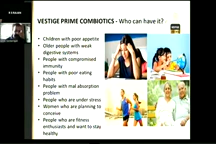 VESTIGE PRIME COMBIOTICS - Who can have it?
• Children with poor appetite
• Older people with weak
digestive systems
• People with compromised
immunity
• People with poor eating
habits
• People with mal absorption
problem
• People who are under stress
• Women who are planning
to conceive
• People who are fitness
enthusiasts and want to stay
healthy